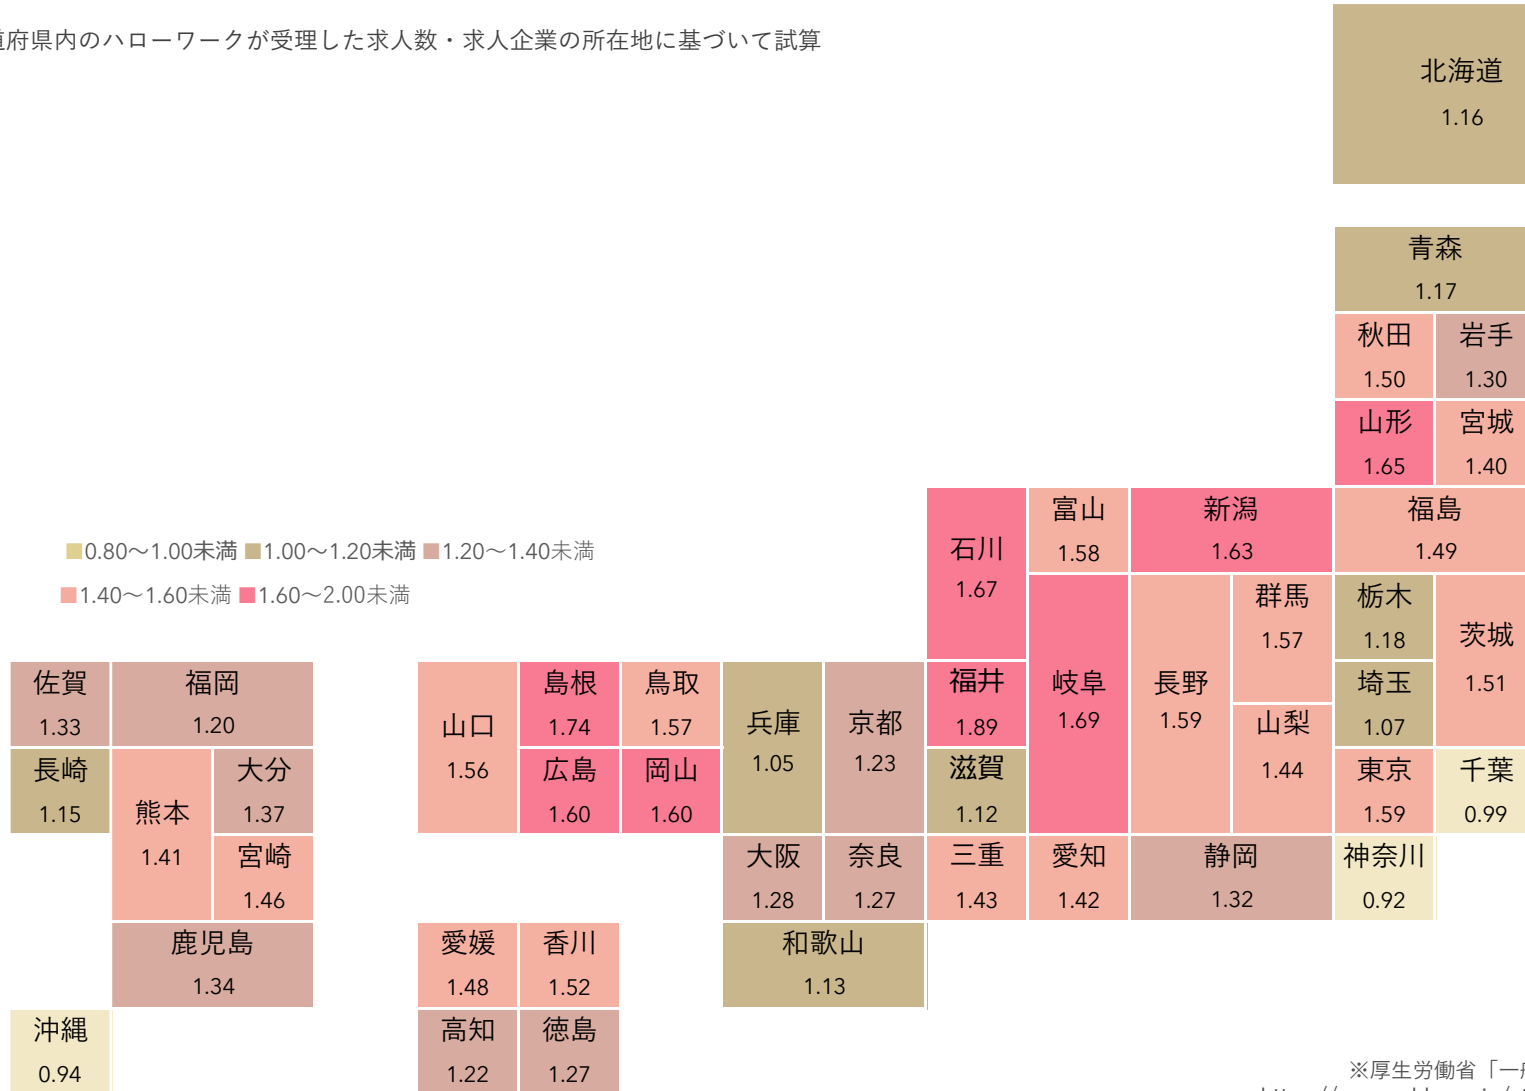 府県内のハローワークが受理した求人数・求人企業の所在地に基づいて試算
北海道
1.16
青森
1.17
秋田 岩手
1.50 1.30
山形 宮城
1.65 1.40
石川
1.67
富山
1.58
新潟
1.63
福島
1.49
■0.80〜1.00未満 ■1.00〜1.20未満 ■1.20〜1.40未満
■1.40〜1.60未満 ■1.60〜2.00未満
群馬
1.57
栃木
1.18
茨城
1.51
佐賀
1.33
福岡
1.20
山口
1.56
島根
1.74
鳥取
1.57
兵庫
1.05
京都
1.23
福井
1.89
岐阜
1.69
長野
1.59
山梨
1.44
埼玉
1.07
長崎
1.15
熊本
1.41
大分
1.37
広島
1.60
岡山
1.60
滋賀
1.12
東京
1.59
千葉
0.99
宮崎
1.46
大阪
1.28
奈良
1.27
三重
1.43
愛知
1.42
静岡
1.32
神奈川
0.92
鹿児島
1.34
愛媛
1.48
香川
1.52
和歌山
1.13
沖縄
0.94
高知
1.22
徳島
1.27
※厚生労働省「一般